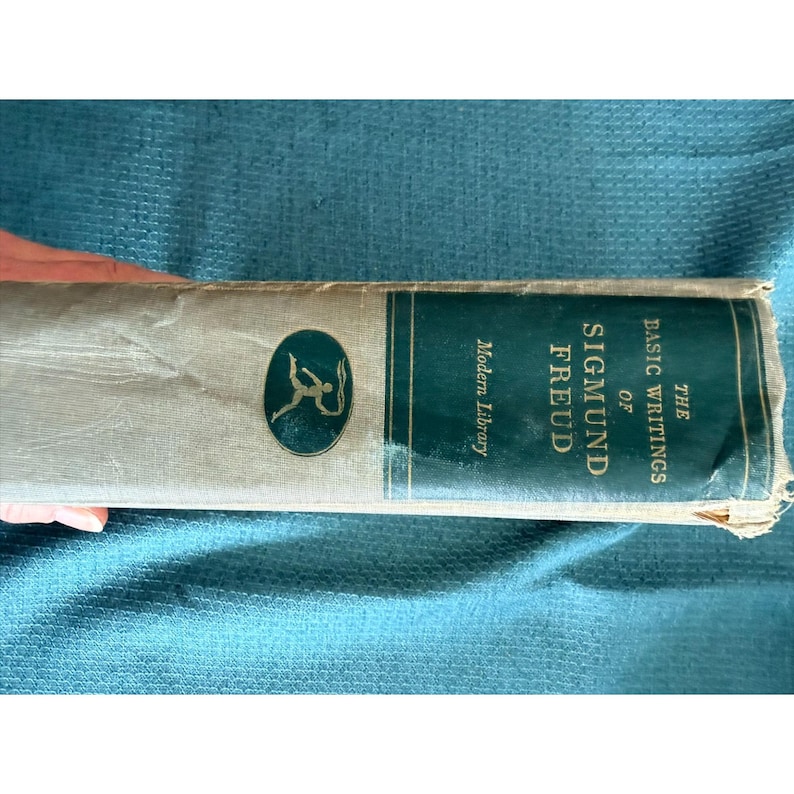 THE
BASIC WRITINGS
OF
SIGMUND
FREUD
Modern Library